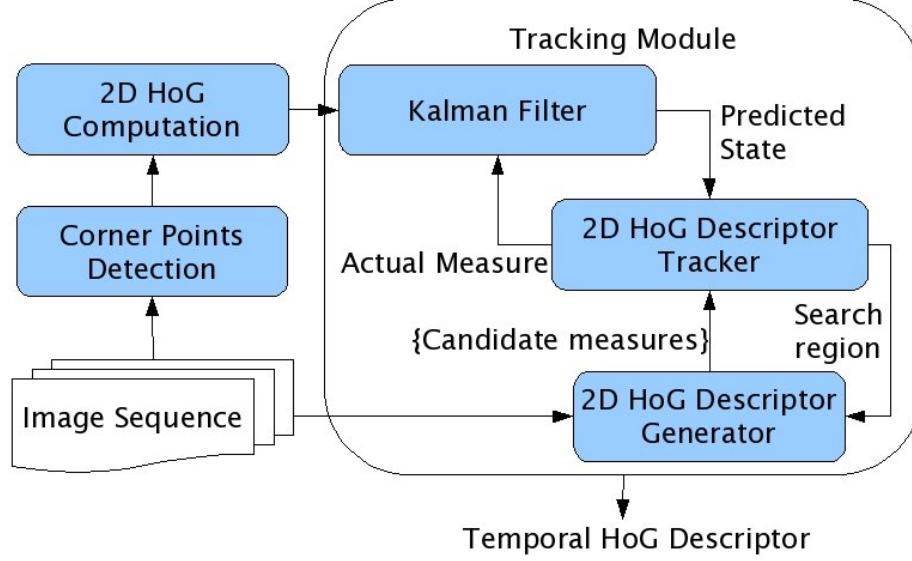 Tracking Module
2D HoG
Computation
Kalman Filter
Predicted
State
Corner Points
Detection
2D HoG Descriptor
Tracker
Actual Measure
Search
region
{Candidate measures}
Image Sequence
2D HoG Descriptor
Generator
Temporal HoG Descriptor